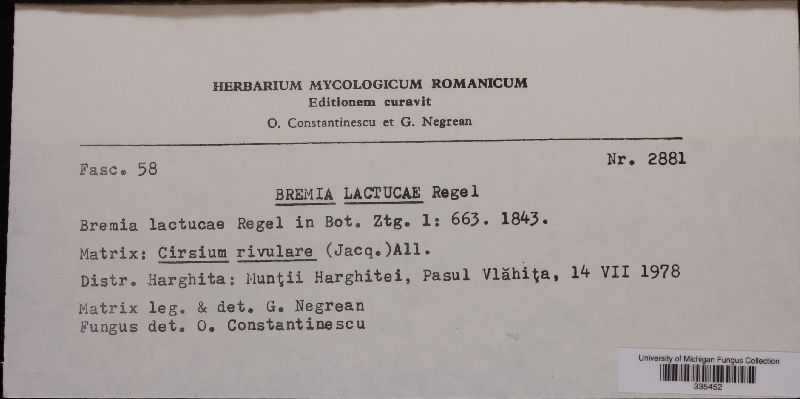 HERBARIUM MYCOLOGICUM ROMANICUM
Editionem curavit
O. Constantinescu et G. Negrean
Fasc. 58
Nr. 2881
BREMIA LACTUCAE Regel
Bremia lactucae Regel in Bot. Ztg. 1: 663. 1843.
Matrix: Cirsium rivulare (Jacq.)All.
Distr. Harghita: Munţii Harghitei, Pasul Vlăhiţa, 14 VII 1978
Matrix leg. & det. G. Negrean
Fungus det. O. Constantinescu
University of Michigan Fungus Collection
335452